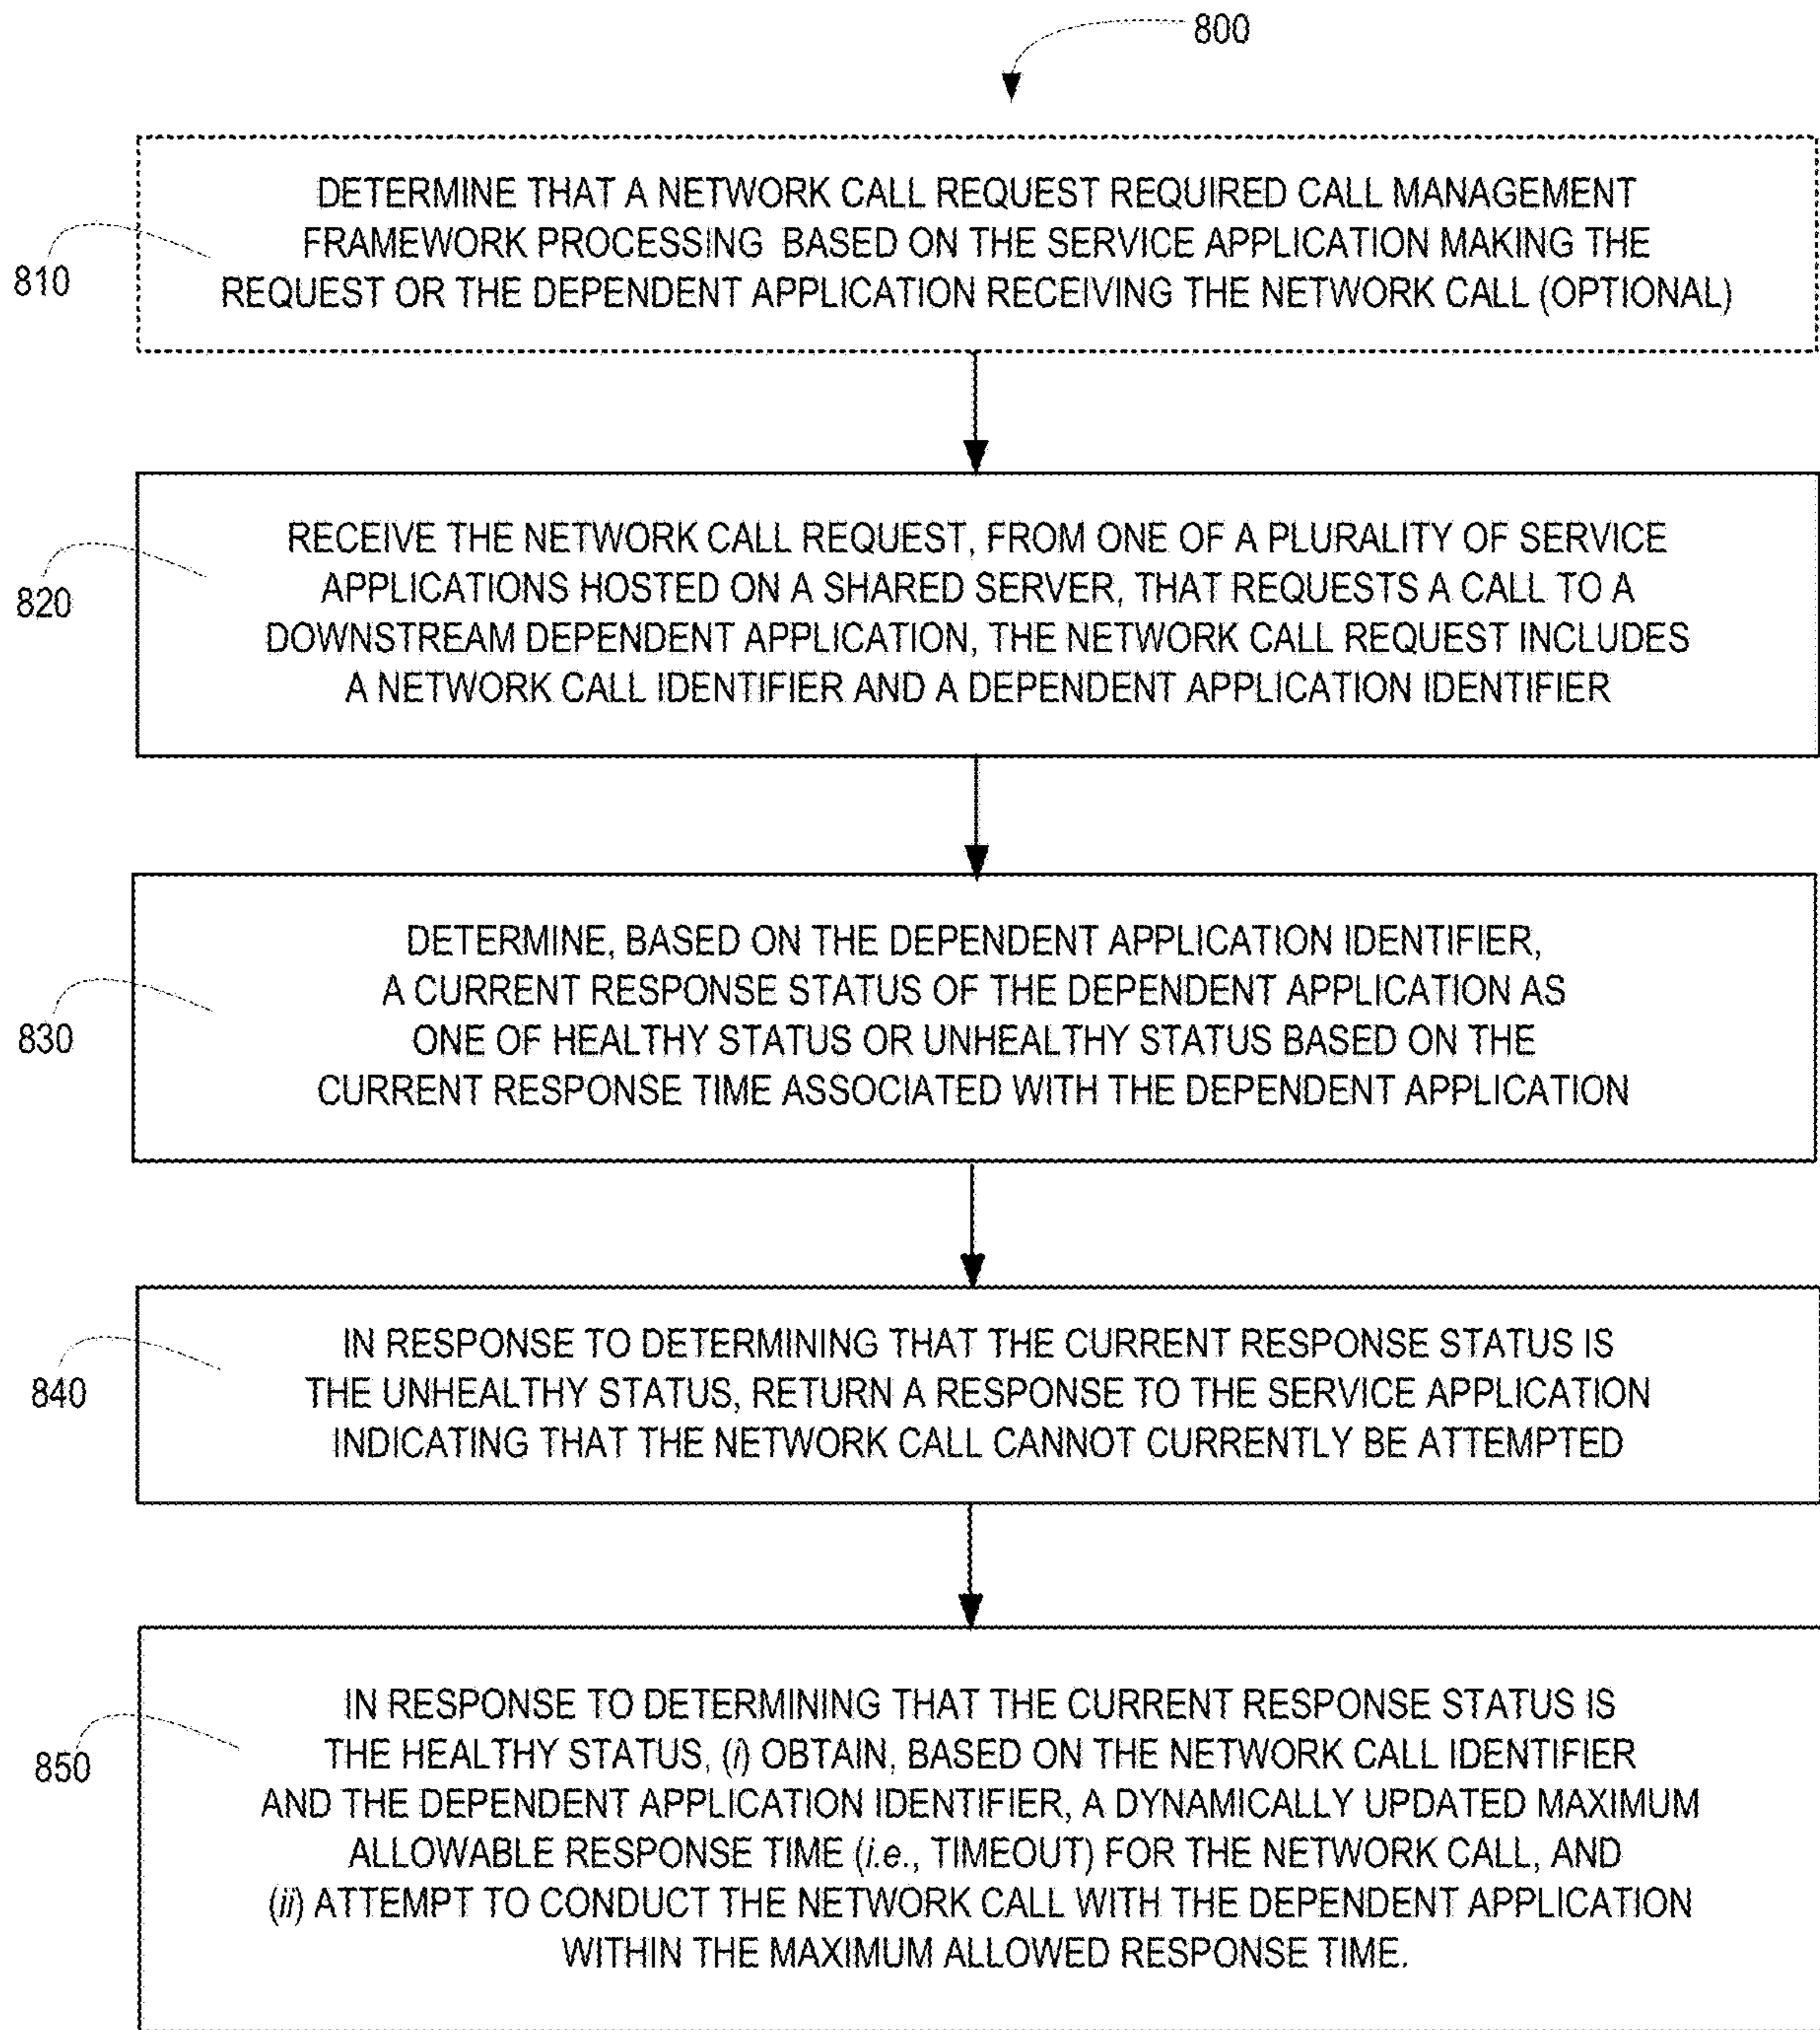 800
DETERMINE THAT A NETWORK CALL REQUEST REQUIRED CALL MANAGEMENT
FRAMEWORK PROCESSING BASED ON THE SERVICE APPLICATION MAKING THE
REQUEST OR THE DEPENDENT APPLICATION RECEIVING THE NETWORK CALL (OPTIONAL)
810
RECEIVE THE NETWORK CALL REQUEST, FROM ONE OF A PLURALITY OF SERVICE
APPLICATIONS HOSTED ON A SHARED SERVER, THAT REQUESTS A CALL TO A
DOWNSTREAM DEPENDENT APPLICATION, THE NETWORK CALL REQUEST INCLUDES
A NETWORK CALL IDENTIFIER AND A DEPENDENT APPLICATION IDENTIFIER
820
DETERMINE, BASED ON THE DEPENDENT APPLICATION IDENTIFIER,
A CURRENT RESPONSE STATUS OF THE DEPENDENT APPLICATION AS
ONE OF HEALTHY STATUS OR UNHEALTHY STATUS BASED ON THE
CURRENT RESPONSE TIME ASSOCIATED WITH THE DEPENDENT APPLICATION
830
IN RESPONSE TO DETERMINING THAT THE CURRENT RESPONSE STATUS IS
THE UNHEALTHY STATUS, RETURN A RESPONSE TO THE SERVICE APPLICATION
INDICATING THAT THE NETWORK CALL CANNOT CURRENTLY BE ATTEMPTED
840
IN RESPONSE TO DETERMINING THAT THE CURRENT RESPONSE STATUS IS
THE HEALTHY STATUS, (i) OBTAIN, BASED ON THE NETWORK CALL IDENTIFIER
AND THE DEPENDENT APPLICATION IDENTIFIER, A DYNAMICALLY UPDATED MAXIMUM
ALLOWABLE RESPONSE TIME (i.e., TIMEOUT) FOR THE NETWORK CALL, AND
(ii) ATTEMPT TO CONDUCT THE NETWORK CALL WITH THE DEPENDENT APPLICATION
WITHIN THE MAXIMUM ALLOWED RESPONSE TIME.
850